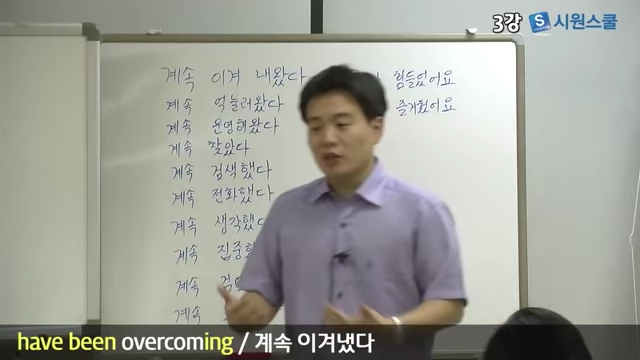 3강 S 시원스쿨
계속 이겨 내왔다 힘들었어요
계속 억눌러왔다 즐거웠어요
계속 운영해왔다
계속 찾았다
계속 검색했다
계속 전화했다
계속 생각했
계속 집중했
계속
계속
have been overcoming / 계속 이겨냈다